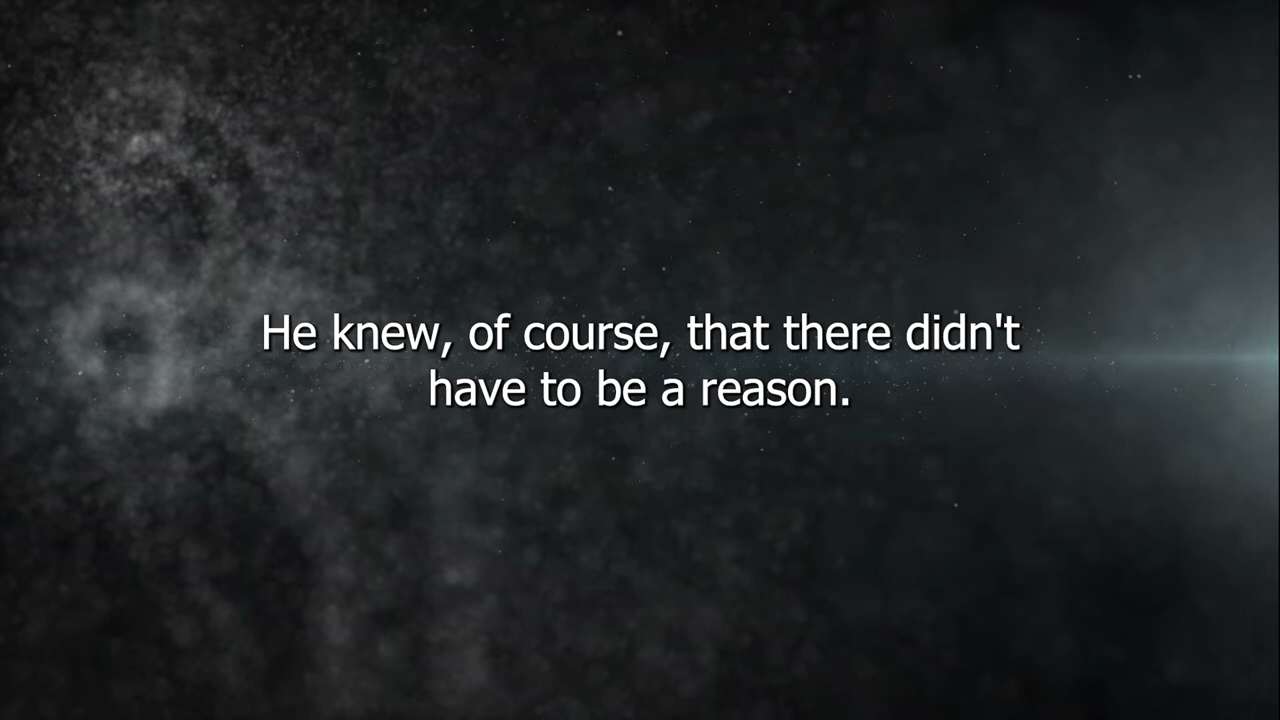 He knew, of course, that there didn't
have to be a reason.